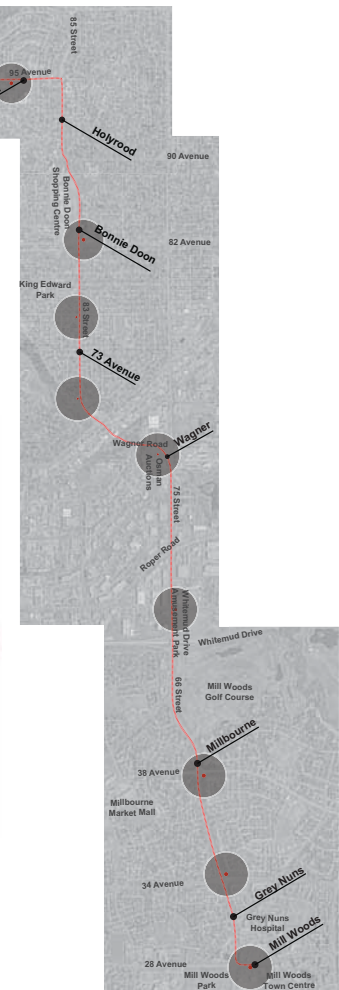 85 Street
95 Avenue
Holyrood
90 Avenue
Bonnie Doon
Shopping Centre
Bonnie Doon
82 Avenue
King Edward
Park
83 Street
73 Avenue
Wagner Road
Wagner
Osman
Auctions
75 Street
Roper Road
Whitemud Drive
Amusement Park
Whitemud Drive
66 Street
Mill Woods
Golf Course
Millbourne
38 Avenue
Millbourne
Market Mall
34 Avenue
Grey Nuns
Grey Nuns
Hospital
Mill Woods
28 Avenue
Mill Woods
Park
Mill Woods
Town Centre